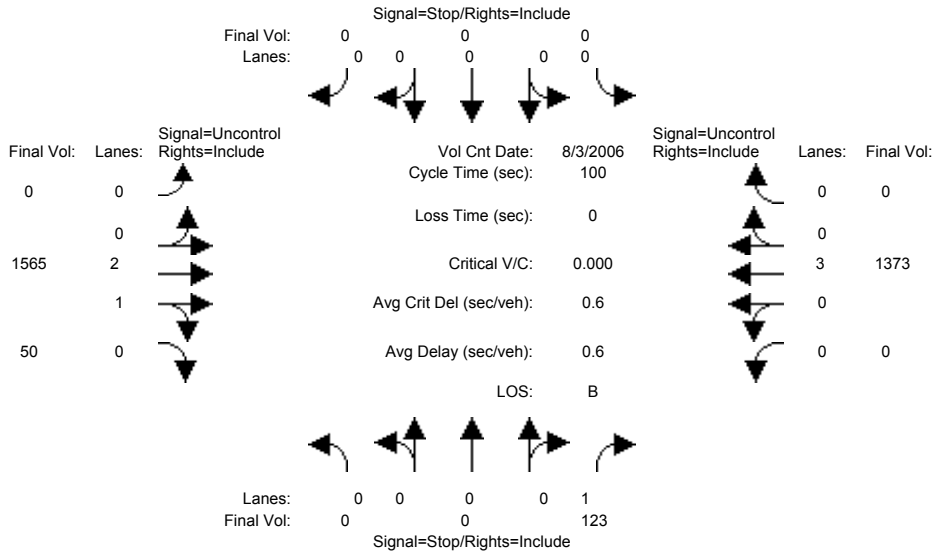 Signal=Stop/Rights=Include
Final Vol: 0 0 0
Lanes: 0 0 0 0 0
Signal=Uncontrol Signal=Uncontrol
Final Vol: Lanes: Rights=Include Vol Cnt Date: 8/3/2006 Rights=Include Lanes: Final Vol:
Cycle Time (sec): 100
0 0 0 0
Loss Time (sec): 0
0 0
1565 2 Critical V/C: 0.000 3 1373
1 Avg Crit Del (sec/veh): 0.6 0
50 0 Avg Delay (sec/veh): 0.6 0 0
LOS: B
Lanes: 0 0 0 0 1
Final Vol: 0 0 123
Signal=Stop/Rights=Include